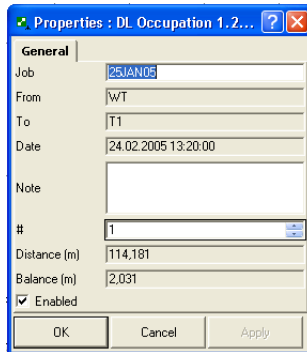 Properties : DL Occupation 1.2...
General
Job 25JAN05
From WT
To T1
Date 24.02.2005 13:20:00
Note
# 1
Distance (m) 114,181
Balance (m) 2,031
Enabled
OK Cancel Apply